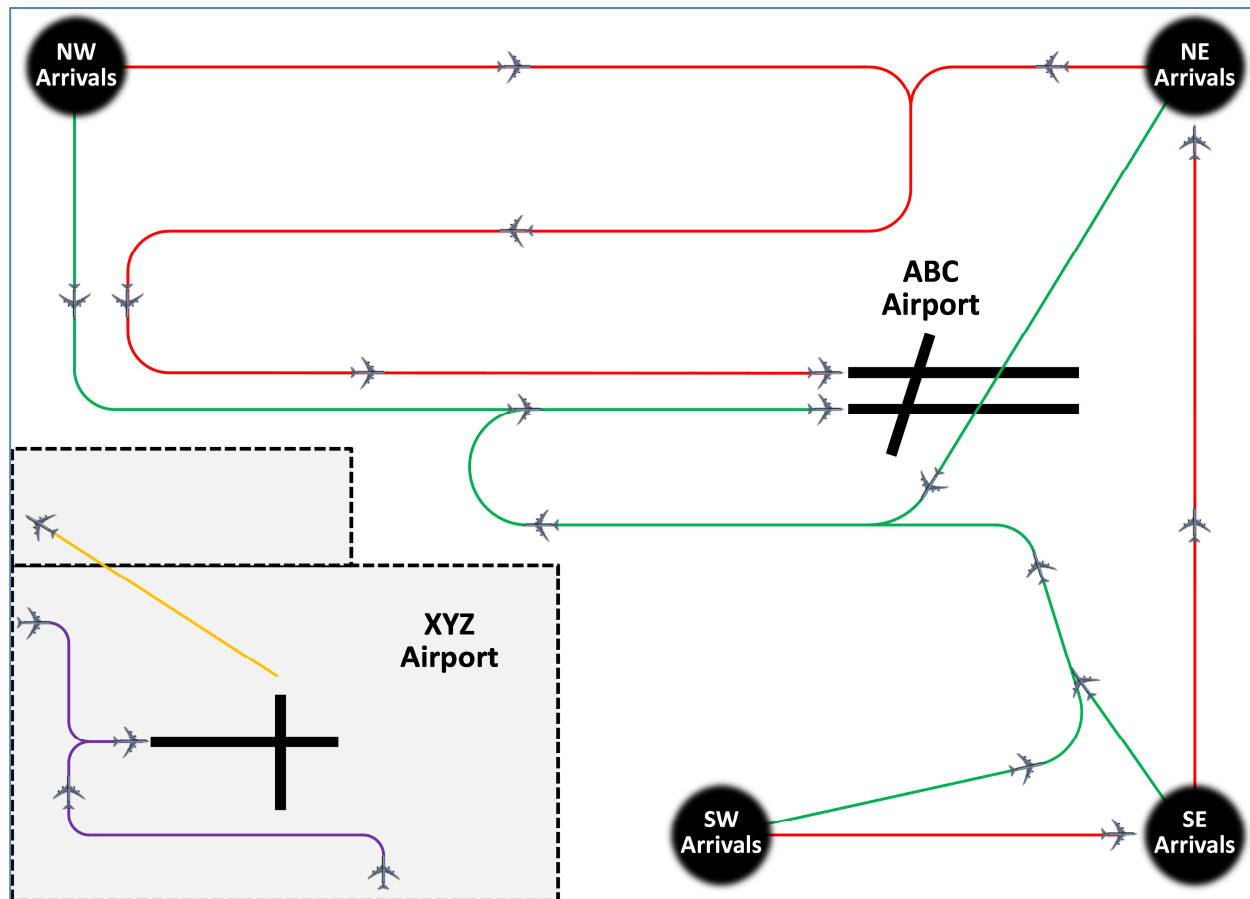 NW
Arrivals
NE
Arrivals
ABC
Airport
XYZ
Airport
SW
Arrivals
SE
Arrivals